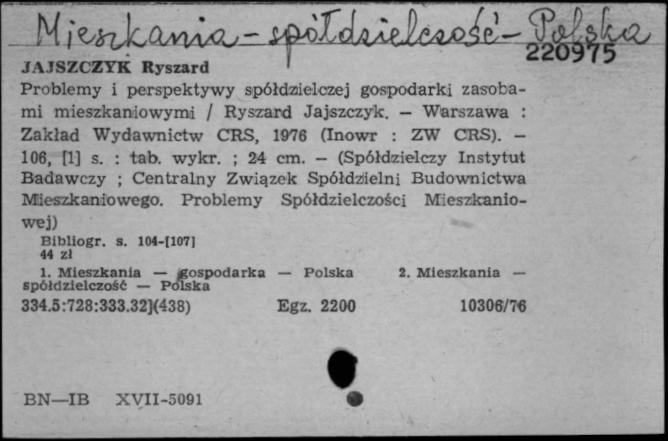 Mieszkania - spółdzielczość - Polska
220975
JAJSZCZYK Ryszard
Problemy i perspektywy spółdzielczej gospodarki zasoba-
mi mieszkaniowymi / Ryszard Jajszczyk. — Warszawa :
Zakład Wydawnictw CRS, 1976 (Inowr : ZW CRS). —
106, [1] s. : tab. wykr. ; 24 cm. — (Spółdzielczy Instytut
Badawczy ; Centralny Związek Spółdzielni Budownictwa
Mieszkaniowego. Problemy Spółdzielczości Mieszkanio-
wej)
Bibliogr. s. 104-[107]
44 zł
1. Mieszkania — gospodarka — Polska 2. Mieszkania —
spółdzielczość — Polska
334.5:728:333.32](438) Egz. 2200 10306/76
BN—IB XVII-5091